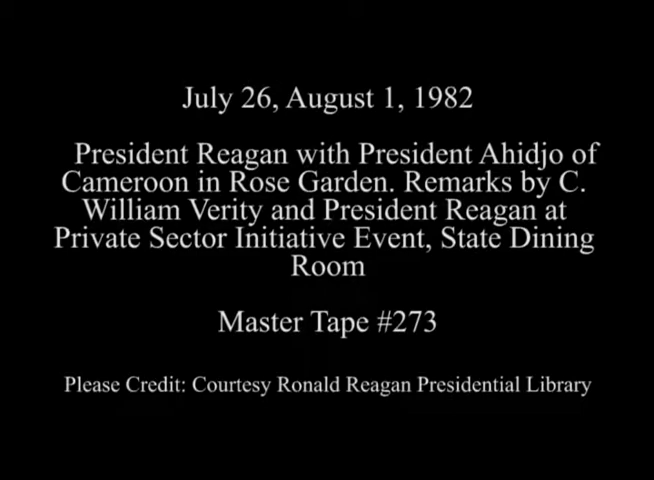 July 26, August 1, 1982
President Reagan with President Ahidjo of
Cameroon in Rose Garden. Remarks by C.
William Verity and President Reagan at
Private Sector Initiative Event, State Dining
Room
Master Tape #273
Please Credit: Courtesy Ronald Reagan Presidential Library